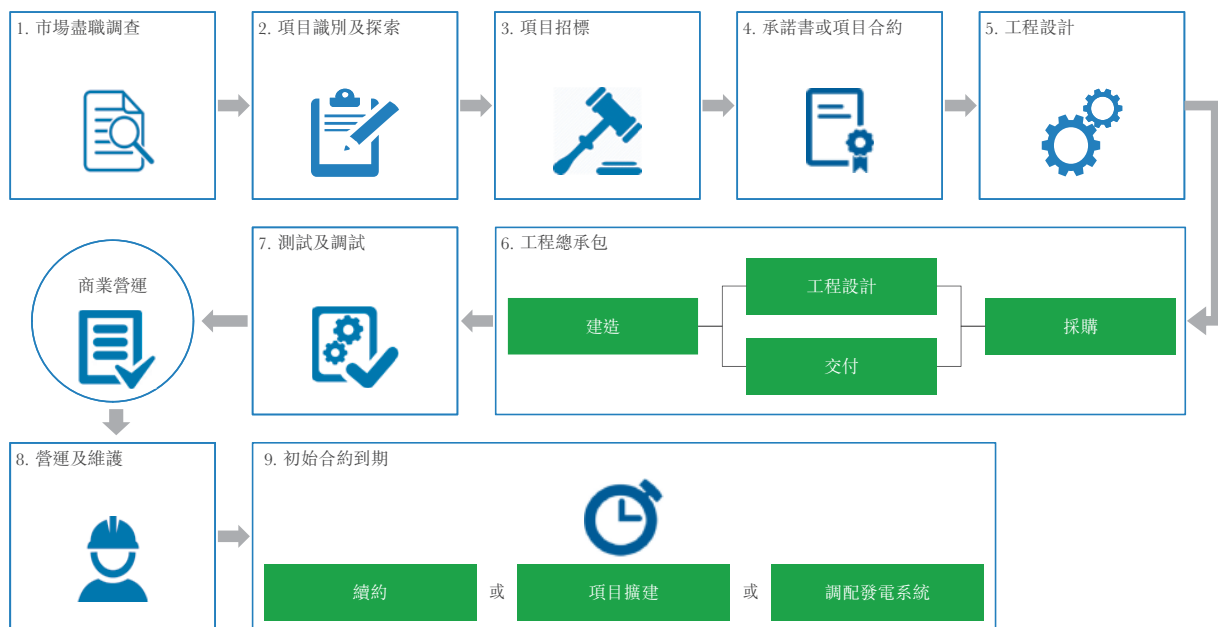 1. 市場盡職調查
2. 項目識別及探索
3. 項目招標
4. 承諾書或項目合約
5. 工程設計
6. 工程總承包
採購
工程設計
交付
建造
7. 測試及調試
商業營運
8. 營運及維護
9. 初始合約到期
續約
或
項目擴建
或
調配發電系統